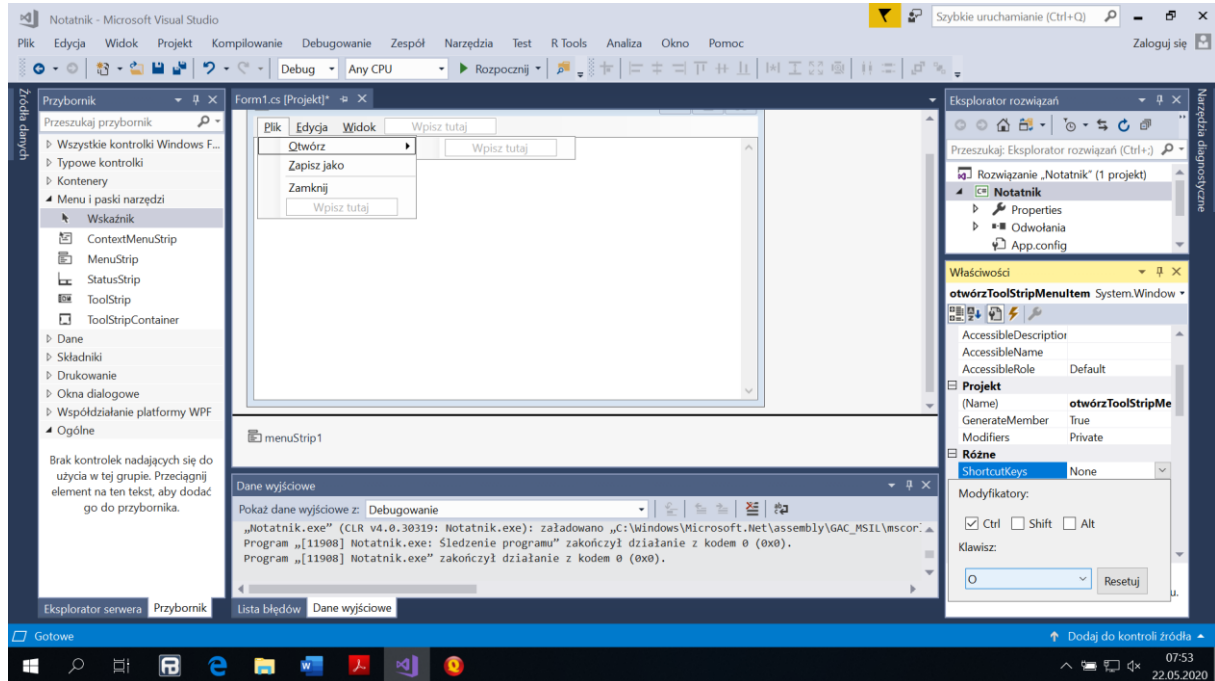 Notatnik - Microsoft Visual Studio
Szybkie uruchamianie (Ctrl+Q)
Plik Edycja Widok Projekt Kompilowanie Debugowanie Zespół Narzędzia Test R Tools Analiza Okno Pomoc
Zaloguj się
Debug Any CPU Rozpocznij
Źródła danych
Przybornik
Przeszukaj przybornik
Wszystkie kontrolki Windows F...
Typowe kontrolki
Kontenery
Menu i paski narzędzi
Wskaźnik
ContextMenuStrip
MenuStrip
StatusStrip
ToolStrip
ToolStripContainer
Dane
Składniki
Drukowanie
Okna dialogowe
Współdziałanie platformy WPF
Ogólne
Brak kontrolek nadających się do
użycia w tej grupie. Przeciągnij
element na ten tekst, aby dodać
go do przybornika.
Eksplorator serwera Przybornik
Form1.cs [Projekt]*
Plik Edycja Widok Wpisz tutaj
Otwórz Wpisz tutaj
Zapisz jako
Zamknij
Wpisz tutaj
menuStrip1
Dane wyjściowe
Pokaż dane wyjściowe z: Debugowanie
„Notatnik.exe” (CLR v4.0.30319: Notatnik.exe): załadowano „C:\Windows\Microsoft.Net\assembly\GAC_MSIL\mscor
Program „[11908] Notatnik.exe: Śledzenie programu” zakończył działanie z kodem 0 (0x0).
Program „[11908] Notatnik.exe” zakończył działanie z kodem 0 (0x0).
Lista błędów Dane wyjściowe
Eksplorator rozwiązań
Przeszukaj: Eksplorator rozwiązań (Ctrl+;)
Rozwiązanie „Notatnik” (1 projekt)
Notatnik
Properties
Odwołania
App.config
Właściwości
otwórzToolStripMenuItem System.Window
AccessibleDescription
AccessibleName
AccessibleRole Default
Projekt
(Name) otwórzToolStripMe
GenerateMember True
Modifiers Private
Różne
ShortcutKeys None
Modyfikatory:
Ctrl Shift Alt
Klawisz:
O Resetuj
u.
Narzędzia diagnostyczne
Gotowe
Dodaj do kontroli źródła
07:53
22.05.2020